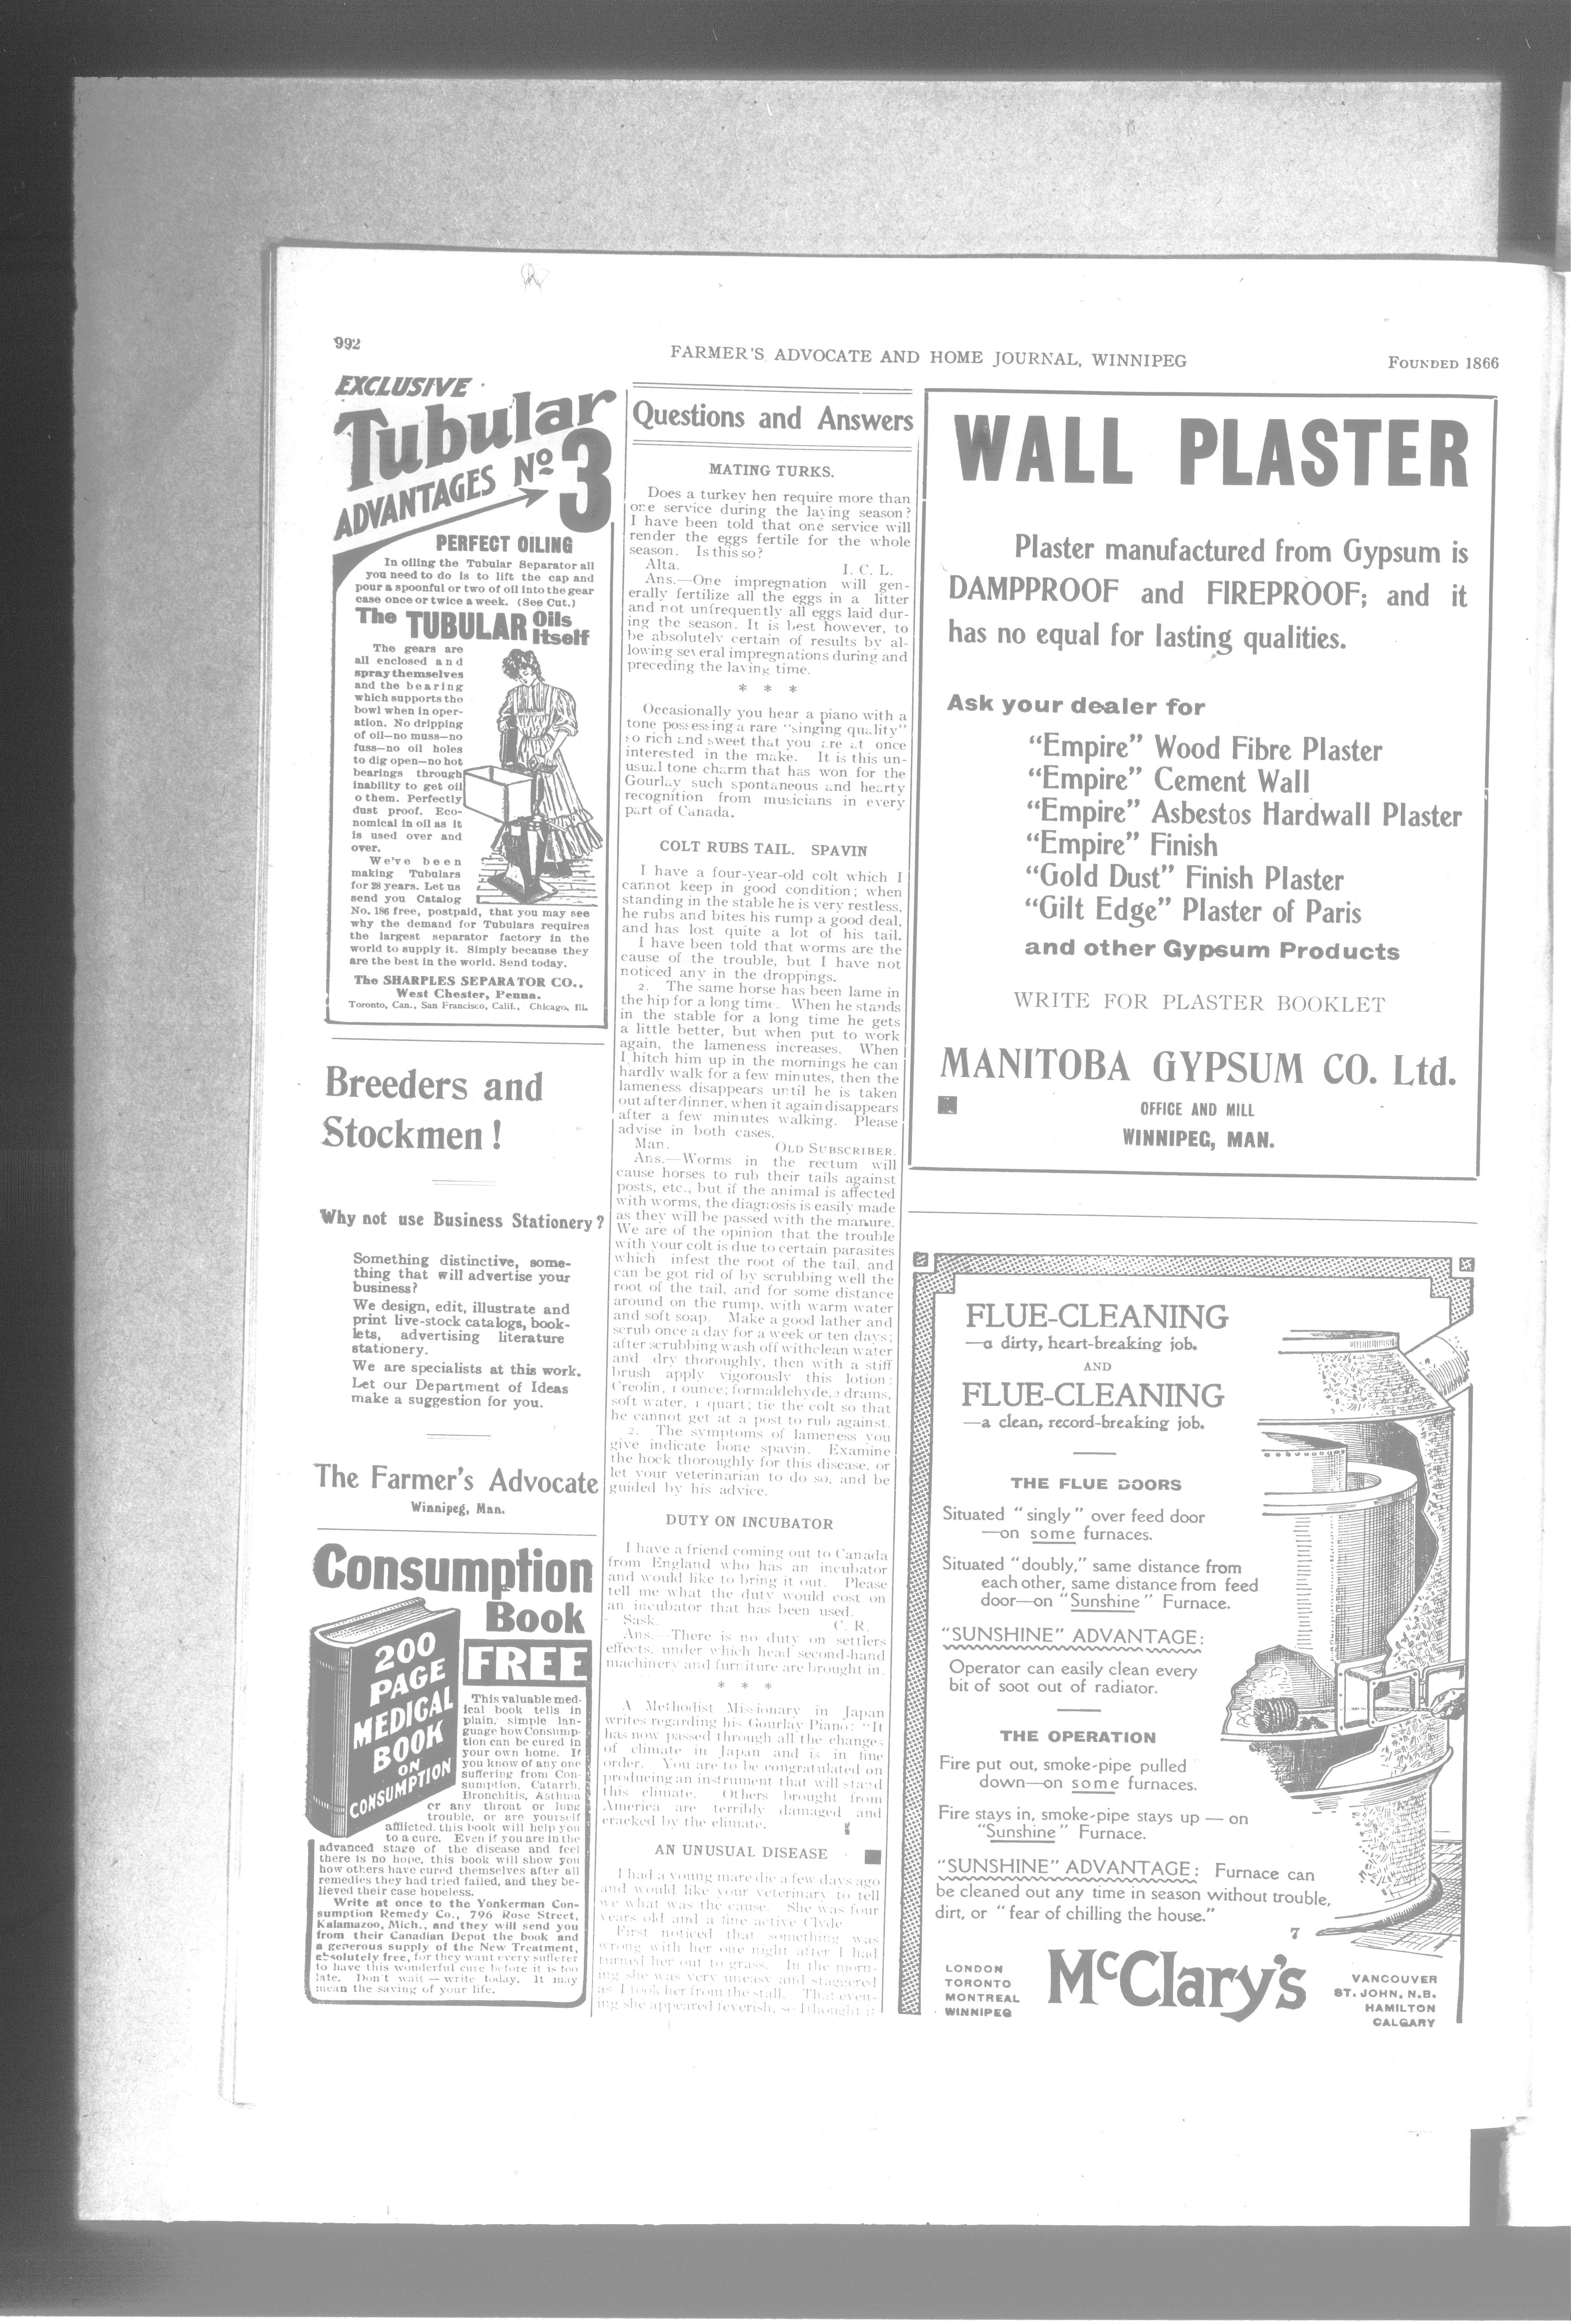 992
FARMER'S ADVOCATE AND HOME JOURNAL, WINNIPEG
FOUNDED 1866
EXCLUSIVE
Tubular
ADVANTAGES No 3
PERFECT OILING
In oiling the Tubular Separator all
you need to do is to lift the cap and
pour a spoonful or two of oil into the gear
case once or twice a week. (See Cut.)
The TUBULAR Oils
Itself
The gears are
all enclosed and
spray themselves
and the bearing
which supports the
bowl when in oper-
ation. No dripping
of oil—no muss—no
fuss—no oil holes
to dig open—no hot
bearings through
inability to get oil
o them. Perfectly
dust proof. Eco-
nomical in oil as it
is used over and
over.
We've been
making Tubulars
for 28 years. Let us
send you Catalog
No. 186 free, postpaid, that you may see
why the demand for Tubulars requires
the largest separator factory in the
world to supply it. Simply because they
are the best in the world. Send today.
The SHARPLES SEPARATOR CO.,
West Chester, Penna.
Toronto, Can., San Francisco, Calif., Chicago, Ill.
Breeders and
Stockmen!
Why not use Business Stationery?
Something distinctive, some-
thing that will advertise your
business?
We design, edit, illustrate and
print live-stock catalogs, book-
lets, advertising literature
stationery.
We are specialists at this work.
Let our Department of Ideas
make a suggestion for you.
The Farmer's Advocate
Winnipeg, Man.
Consumption
Book
FREE
200
PAGE
MEDICAL
BOOK
ON
CONSUMPTION
This valuable med-
ical book tells in
plain, simple lan-
guage how Consump-
tion can be cured in
your own home. If
you know of any one
suffering from Con-
sumption, Catarrh,
Bronchitis, Asthma
or any throat or lung
trouble, or are yourself
afflicted, this book will help you
to a cure. Even if you are in the
advanced stage of the disease and feel
there is no hope, this book will show you
how others have cured themselves after all
remedies they had tried failed, and they be-
lieved their case hopeless.
Write at once to the Yonkerman Con-
sumption Remedy Co., 796 Rose Street,
Kalamazoo, Mich., and they will send you
from their Canadian Depot the book and
a generous supply of the New Treatment,
absolutely free, for they want every sufferer
to have this wonderful cure before it is too
late. Don't wait — write today. It may
mean the saving of your life.
Questions and Answers
MATING TURKS.
Does a turkey hen require more than
one service during the laying season?
I have been told that one service will
render the eggs fertile for the whole
season. Is this so?
Alta. I. C. L.
Ans.—One impregnation will gen-
erally fertilize all the eggs in a litter
and not unfrequently all eggs laid dur-
ing the season. It is best however, to
be absolutely certain of results by al-
lowing several impregnations during and
preceding the laying time.
* * *
Occasionally you hear a piano with a
tone possessing a rare "singing quality"
so rich and sweet that you are at once
interested in the make. It is this un-
usual tone charm that has won for the
Gourlay such spontaneous and hearty
recognition from musicians in every
part of Canada.
COLT RUBS TAIL. SPAVIN
I have a four-year-old colt which I
cannot keep in good condition; when
standing in the stable he is very restless,
he rubs and bites his rump a good deal,
and has lost quite a lot of his tail.
I have been told that worms are the
cause of the trouble, but I have not
noticed any in the droppings.
2. The same horse has been lame in
the hip for a long time. When he stands
in the stable for a long time he gets
a little better, but when put to work
again, the lameness increases. When
I hitch him up in the mornings he can
hardly walk for a few minutes, then the
lameness disappears until he is taken
out after dinner, when it again disappears
after a few minutes walking. Please
advise in both cases.
Man. OLD SUBSCRIBER.
Ans.—Worms in the rectum will
cause horses to rub their tails against
posts, etc., but if the animal is affected
with worms, the diagnosis is easily made
as they will be passed with the manure.
We are of the opinion that the trouble
with your colt is due to certain parasites
which infest the root of the tail, and
can be got rid of by scrubbing well the
root of the tail, and for some distance
around on the rump, with warm water
and soft soap. Make a good lather and
scrub once a day for a week or ten days;
after scrubbing wash off with clean water
and dry thoroughly, then with a stiff
brush apply vigorously this lotion:
Creolin, 1 ounce; formaldehyde, 2 drams,
soft water, 1 quart; tie the colt so that
he cannot get at a post to rub against.
2. The symptoms of lameness you
give indicate bone spavin. Examine
the hock thoroughly for this disease, or
let your veterinarian to do so, and be
guided by his advice.
DUTY ON INCUBATOR
I have a friend coming out to Canada
from England who has an incubator
and would like to bring it out. Please
tell me what the duty would cost on
an incubator that has been used.
Sask. C. R.
Ans.—There is no duty on settlers
effects, under which head second-hand
machinery and furniture are brought in.
* * *
A Methodist Missionary in Japan
writes regarding his Gourlay Piano: "It
has now passed through all the changes
of climate in Japan and is in fine
order. You are to be congratulated on
producing an instrument that will stand
this climate. Others brought from
America are terribly damaged and
cracked by the climate.
AN UNUSUAL DISEASE
I had a young mare die a few days ago
and would like your veterinary to tell
we what was the cause. She was four
years old and a fine active Clyde
First noticed that something was
wrong with her one night after I had
turned her out to grass. In the morn-
ing she was very uneasy and staggered
as I took her from the stall. That even-
ing she appeared feverish, so I thought it
WALL PLASTER
Plaster manufactured from Gypsum is
DAMPPROOF and FIREPROOF; and it
has no equal for lasting qualities.
Ask your dealer for
"Empire" Wood Fibre Plaster
"Empire" Cement Wall
"Empire" Asbestos Hardwall Plaster
"Empire" Finish
"Gold Dust" Finish Plaster
"Gilt Edge" Plaster of Paris
and other Gypsum Products
WRITE FOR PLASTER BOOKLET
MANITOBA GYPSUM CO. Ltd.
OFFICE AND MILL
WINNIPEG, MAN.
FLUE-CLEANING
—a dirty, heart-breaking job.
AND
FLUE-CLEANING
—a clean, record-breaking job.
THE FLUE DOORS
Situated "singly" over feed door
—on some furnaces.
Situated "doubly," same distance from
each other, same distance from feed
door—on "Sunshine" Furnace.
"SUNSHINE" ADVANTAGE:
Operator can easily clean every
bit of soot out of radiator.
THE OPERATION
Fire put out, smoke-pipe pulled
down—on some furnaces.
Fire stays in, smoke-pipe stays up — on
"Sunshine" Furnace.
"SUNSHINE" ADVANTAGE: Furnace can
be cleaned out any time in season without trouble,
dirt, or "fear of chilling the house."
7
LONDON
TORONTO
MONTREAL
WINNIPEG
McClary's
VANCOUVER
ST. JOHN, N.B.
HAMILTON
CALGARY